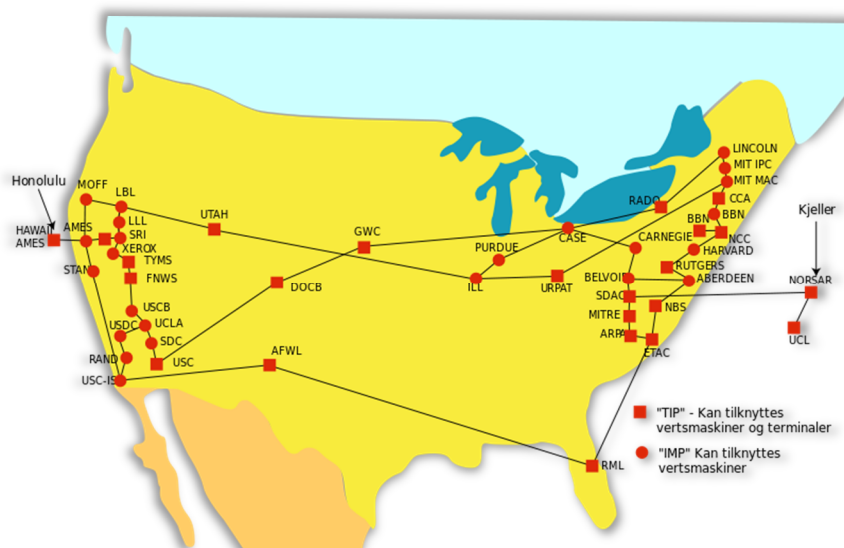 Honolulu
MOFF
LBL
HAWAII
AMES
AMES
LLL
SRI
XEROX
TYMS
STAN
FNWS
USCB
USDC
UCLA
SDC
RAND
USC
USC-IS
UTAH
GWC
DOCB
AFWL
PURDUE
ILL
URPAT
CASE
RADC
LINCOLN
MIT IPC
MIT MAC
CCA
BBN
BBN
NCC
HARVARD
CARNEGIE
RUTGERS
ABERDEEN
BELVOIR
SDAC
NBS
MITRE
ARPA
ETAC
RML
Kjeller
NORSAR
UCL
"TIP" - Kan tilknyttes
vertsmaskiner og terminaler
"IMP" Kan tilknyttes
vertsmaskiner